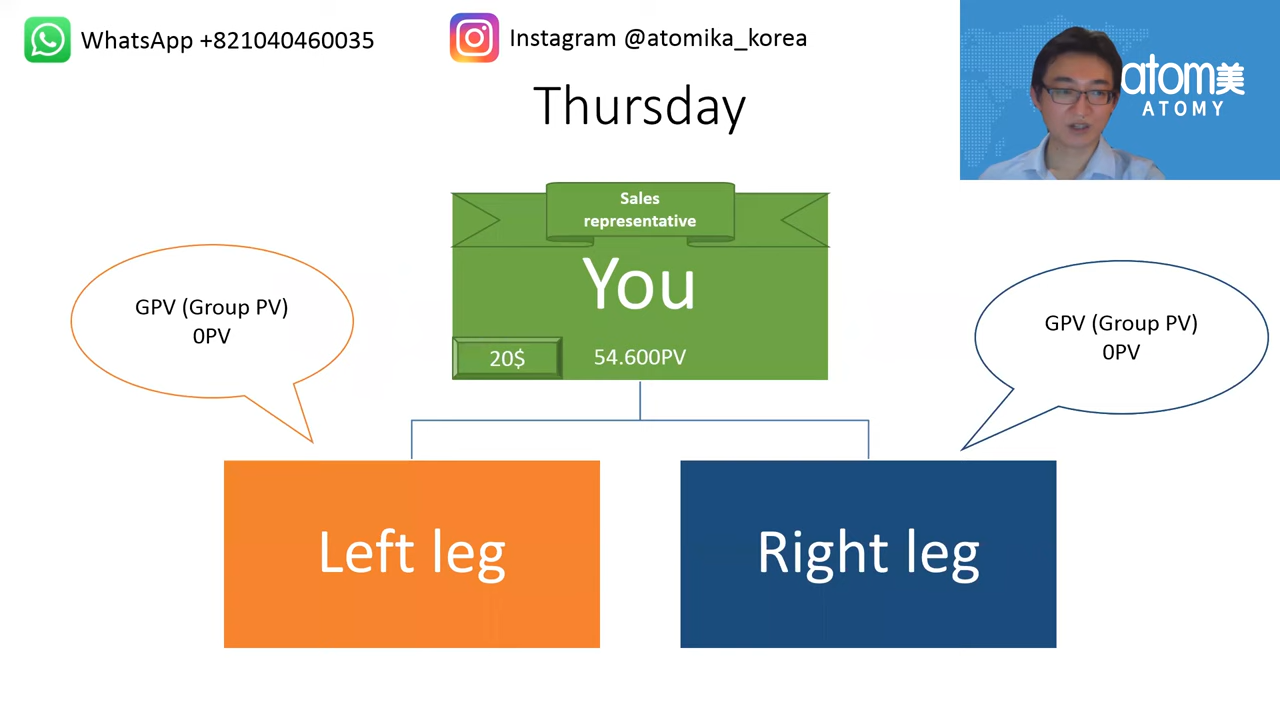 WhatsApp +821040460035
Instagram @atomika_korea
atom美
ATOMY
Thursday
Sales
representative
You
20$
54.600PV
GPV (Group PV)
0PV
GPV (Group PV)
0PV
Left leg
Right leg